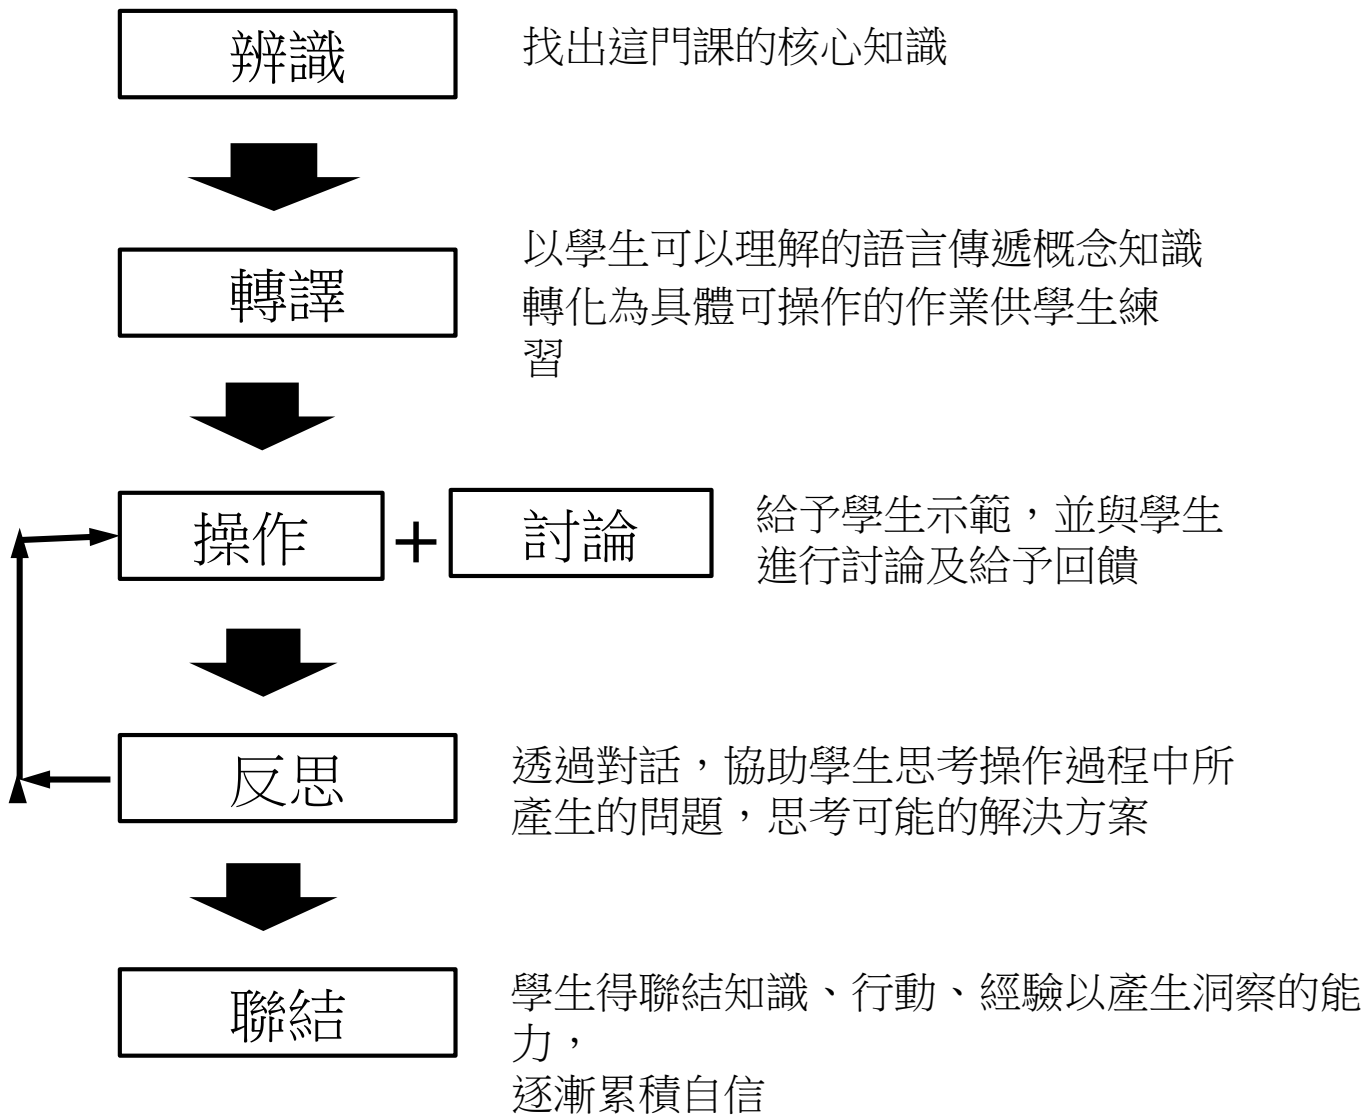 辨識
找出這門課的核心知識
轉譯
以學生可以理解的語言傳遞概念知識
轉化為具體可操作的作業供學生練
習
操作
+
討論
給予學生示範，並與學生
進行討論及給予回饋
反思
透過對話，協助學生思考操作過程中所
產生的問題，思考可能的解決方案
聯結
學生得聯結知識、行動、經驗以產生洞察的能
力，
逐漸累積自信